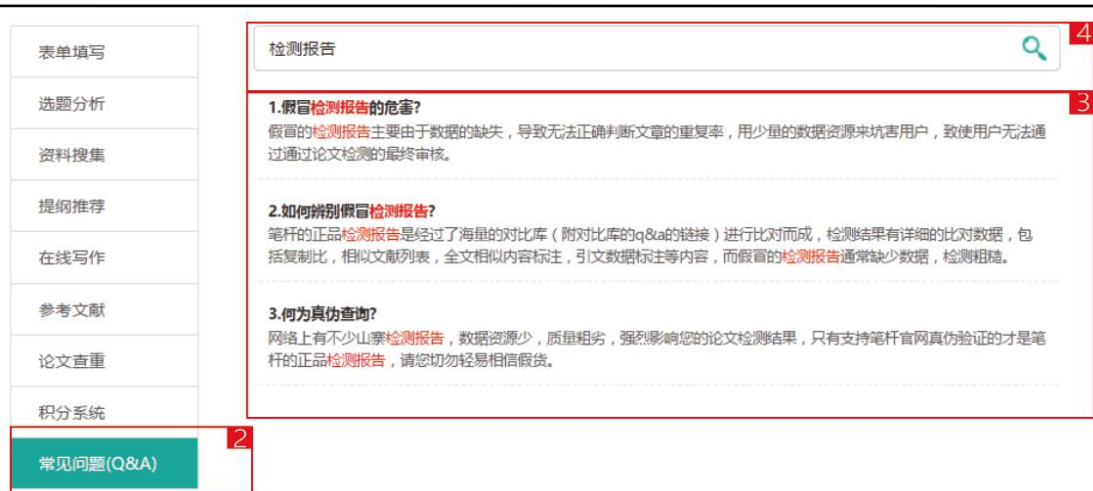 表单填写
选题分析
资料搜集
提纲推荐
在线写作
参考文献
论文查重
积分系统
常见问题(Q&A)
2
检测报告
4
3
1.假冒检测报告的危害?
假冒的检测报告主要由于数据的缺失，导致无法正确判断文章的重复率，用少量的数据资源来坑害用户，致使用户无法通
过通过论文检测的最终审核。
2.如何辨别假冒检测报告?
笔杆的正品检测报告是经过了海量的对比库（附对比库的q&a的链接）进行比对而成，检测结果有详细的比对数据，包
括复制比，相似文献列表，全文相似内容标注，引文数据标注等内容，而假冒的检测报告通常缺少数据，检测粗糙。
3.何为真伪查询?
网络上有不少山寨检测报告，数据资源少，质量粗劣，强烈影响您的论文检测结果，只有支持笔杆官网真伪验证的才是笔
杆的正品检测报告，请您切勿轻易相信假货。